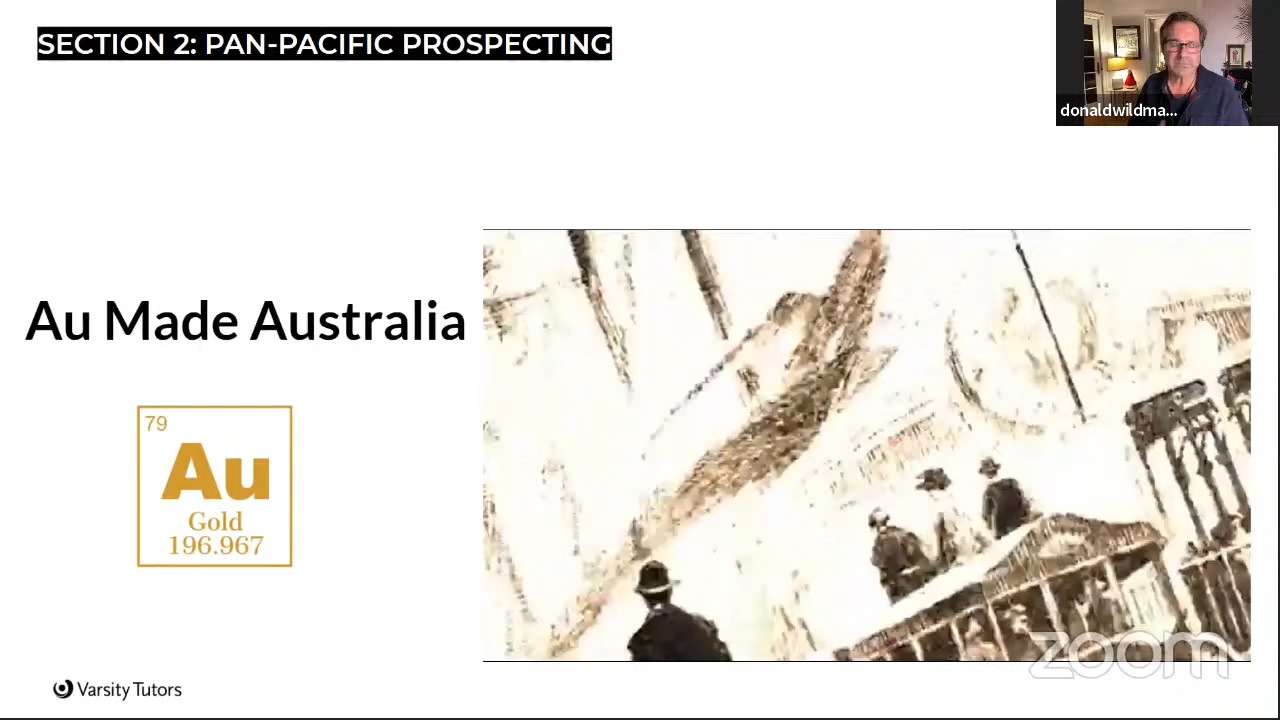 SECTION 2: PAN-PACIFIC PROSPECTING
donaldwildma...
Au Made Australia
79
Au
Gold
196.967
Varsity Tutors
zoom